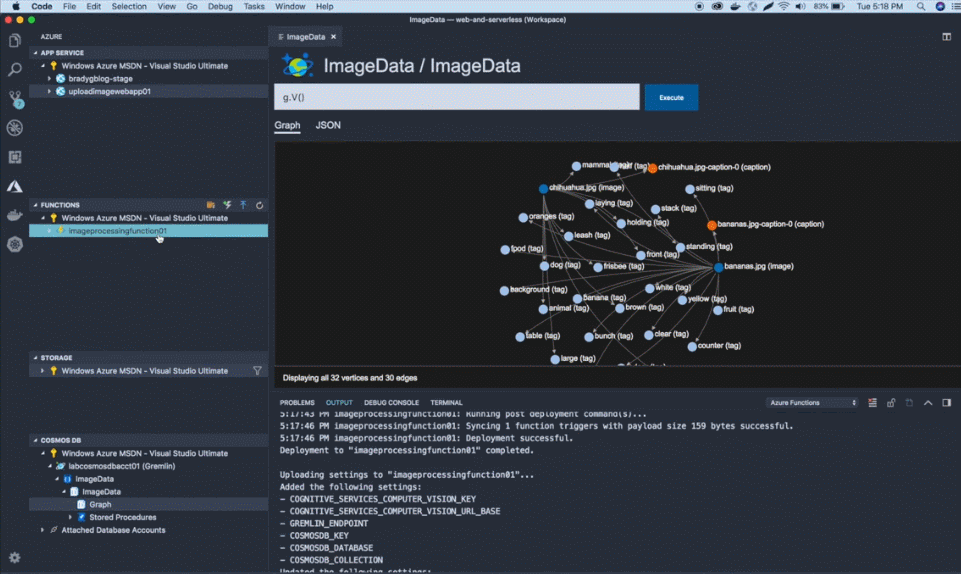 Code File Edit Selection View Go Debug Tasks Window Help 83% Tue 5:18 PM
ImageData — web-and-serverless (Workspace)
AZURE
APP SERVICE
Windows Azure MSDN - Visual Studio Ultimate
bradygblog-stage
uploadimagewebapp01
FUNCTIONS
Windows Azure MSDN - Visual Studio Ultimate
imageprocessingfunction01
STORAGE
Windows Azure MSDN - Visual Studio Ultimate
COSMOS DB
Windows Azure MSDN - Visual Studio Ultimate
labcosmosdbacct01 (Gremlin)
ImageData
ImageData
Graph
Stored Procedures
Attached Database Accounts
ImageData
ImageData / ImageData
g.V()
Execute
Graph JSON
(tag)
chihuahua.jpg-caption-0 (caption)
chihuahua.jpg (image)
sitting (tag)
laying (tag)
stack (tag)
oranges (tag)
holding (tag)
bananas.jpg-caption-0 (caption)
leash (tag)
standing (tag)
food (tag)
front (tag)
dog (tag)
frisbee (tag)
bananas.jpg (image)
background (tag)
white (tag)
banana (tag)
yellow (tag)
animal (tag)
brown (tag)
fruit (tag)
table (tag)
bunch (tag)
clear (tag)
counter (tag)
large (tag)
Displaying all 32 vertices and 30 edges
PROBLEMS OUTPUT DEBUG CONSOLE TERMINAL Azure Functions
5:17:43 PM imageprocessingfunction01: Running post deployment command(s)...
5:17:46 PM imageprocessingfunction01: Syncing 1 function triggers with payload size 159 bytes successful.
5:17:46 PM imageprocessingfunction01: Deployment successful.
Deployment to "imageprocessingfunction01" completed.
Uploading settings to "imageprocessingfunction01"...
Added the following settings:
- COGNITIVE_SERVICES_COMPUTER_VISION_KEY
- COGNITIVE_SERVICES_COMPUTER_VISION_URL_BASE
- GREMLIN_ENDPOINT
- COSMOSDB_KEY
- COSMOSDB_DATABASE
- COSMOSDB_COLLECTION
Updated the following settings: